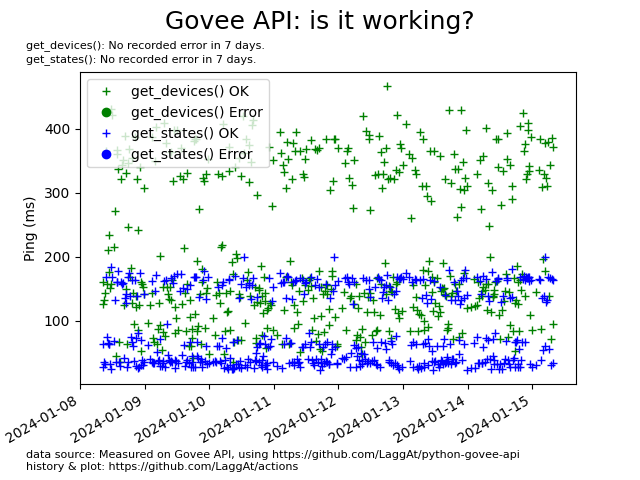 Govee API: is it working?
get_devices(): No recorded error in 7 days.
get_states(): No recorded error in 7 days.
get_devices() OK
get_devices() Error
get_states() OK
get_states() Error
Ping (ms)
400
300
200
100
2024-01-08
2024-01-09
2024-01-10
2024-01-11
2024-01-12
2024-01-13
2024-01-14
2024-01-15
data source: Measured on Govee API, using https://github.com/LaggAt/python-govee-api
history & plot: https://github.com/LaggAt/actions